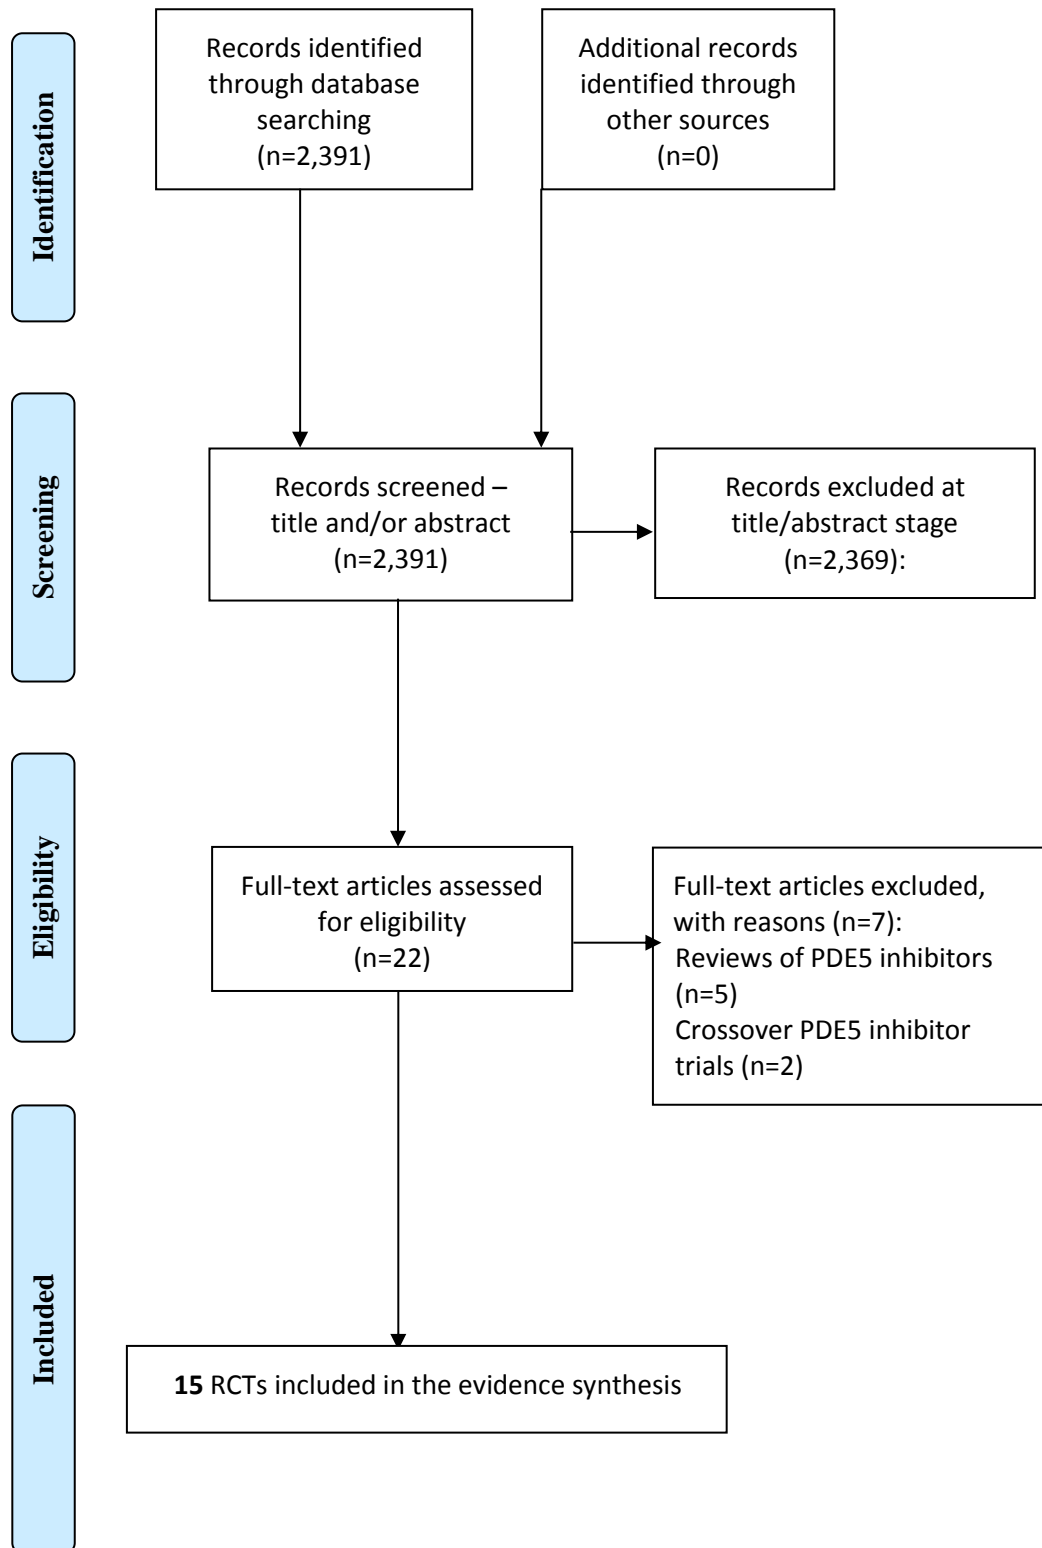 Identification
Records identified
through database
searching
(n=2,391)
Additional records
identified through
other sources
(n=0)
Screening
Records screened –
title and/or abstract
(n=2,391)
Records excluded at
title/abstract stage
(n=2,369):
Eligibility
Full-text articles assessed
for eligibility
(n=22)
Full-text articles excluded,
with reasons (n=7):
Reviews of PDE5 inhibitors
(n=5)
Crossover PDE5 inhibitor
trials (n=2)
Included
15 RCTs included in the evidence synthesis